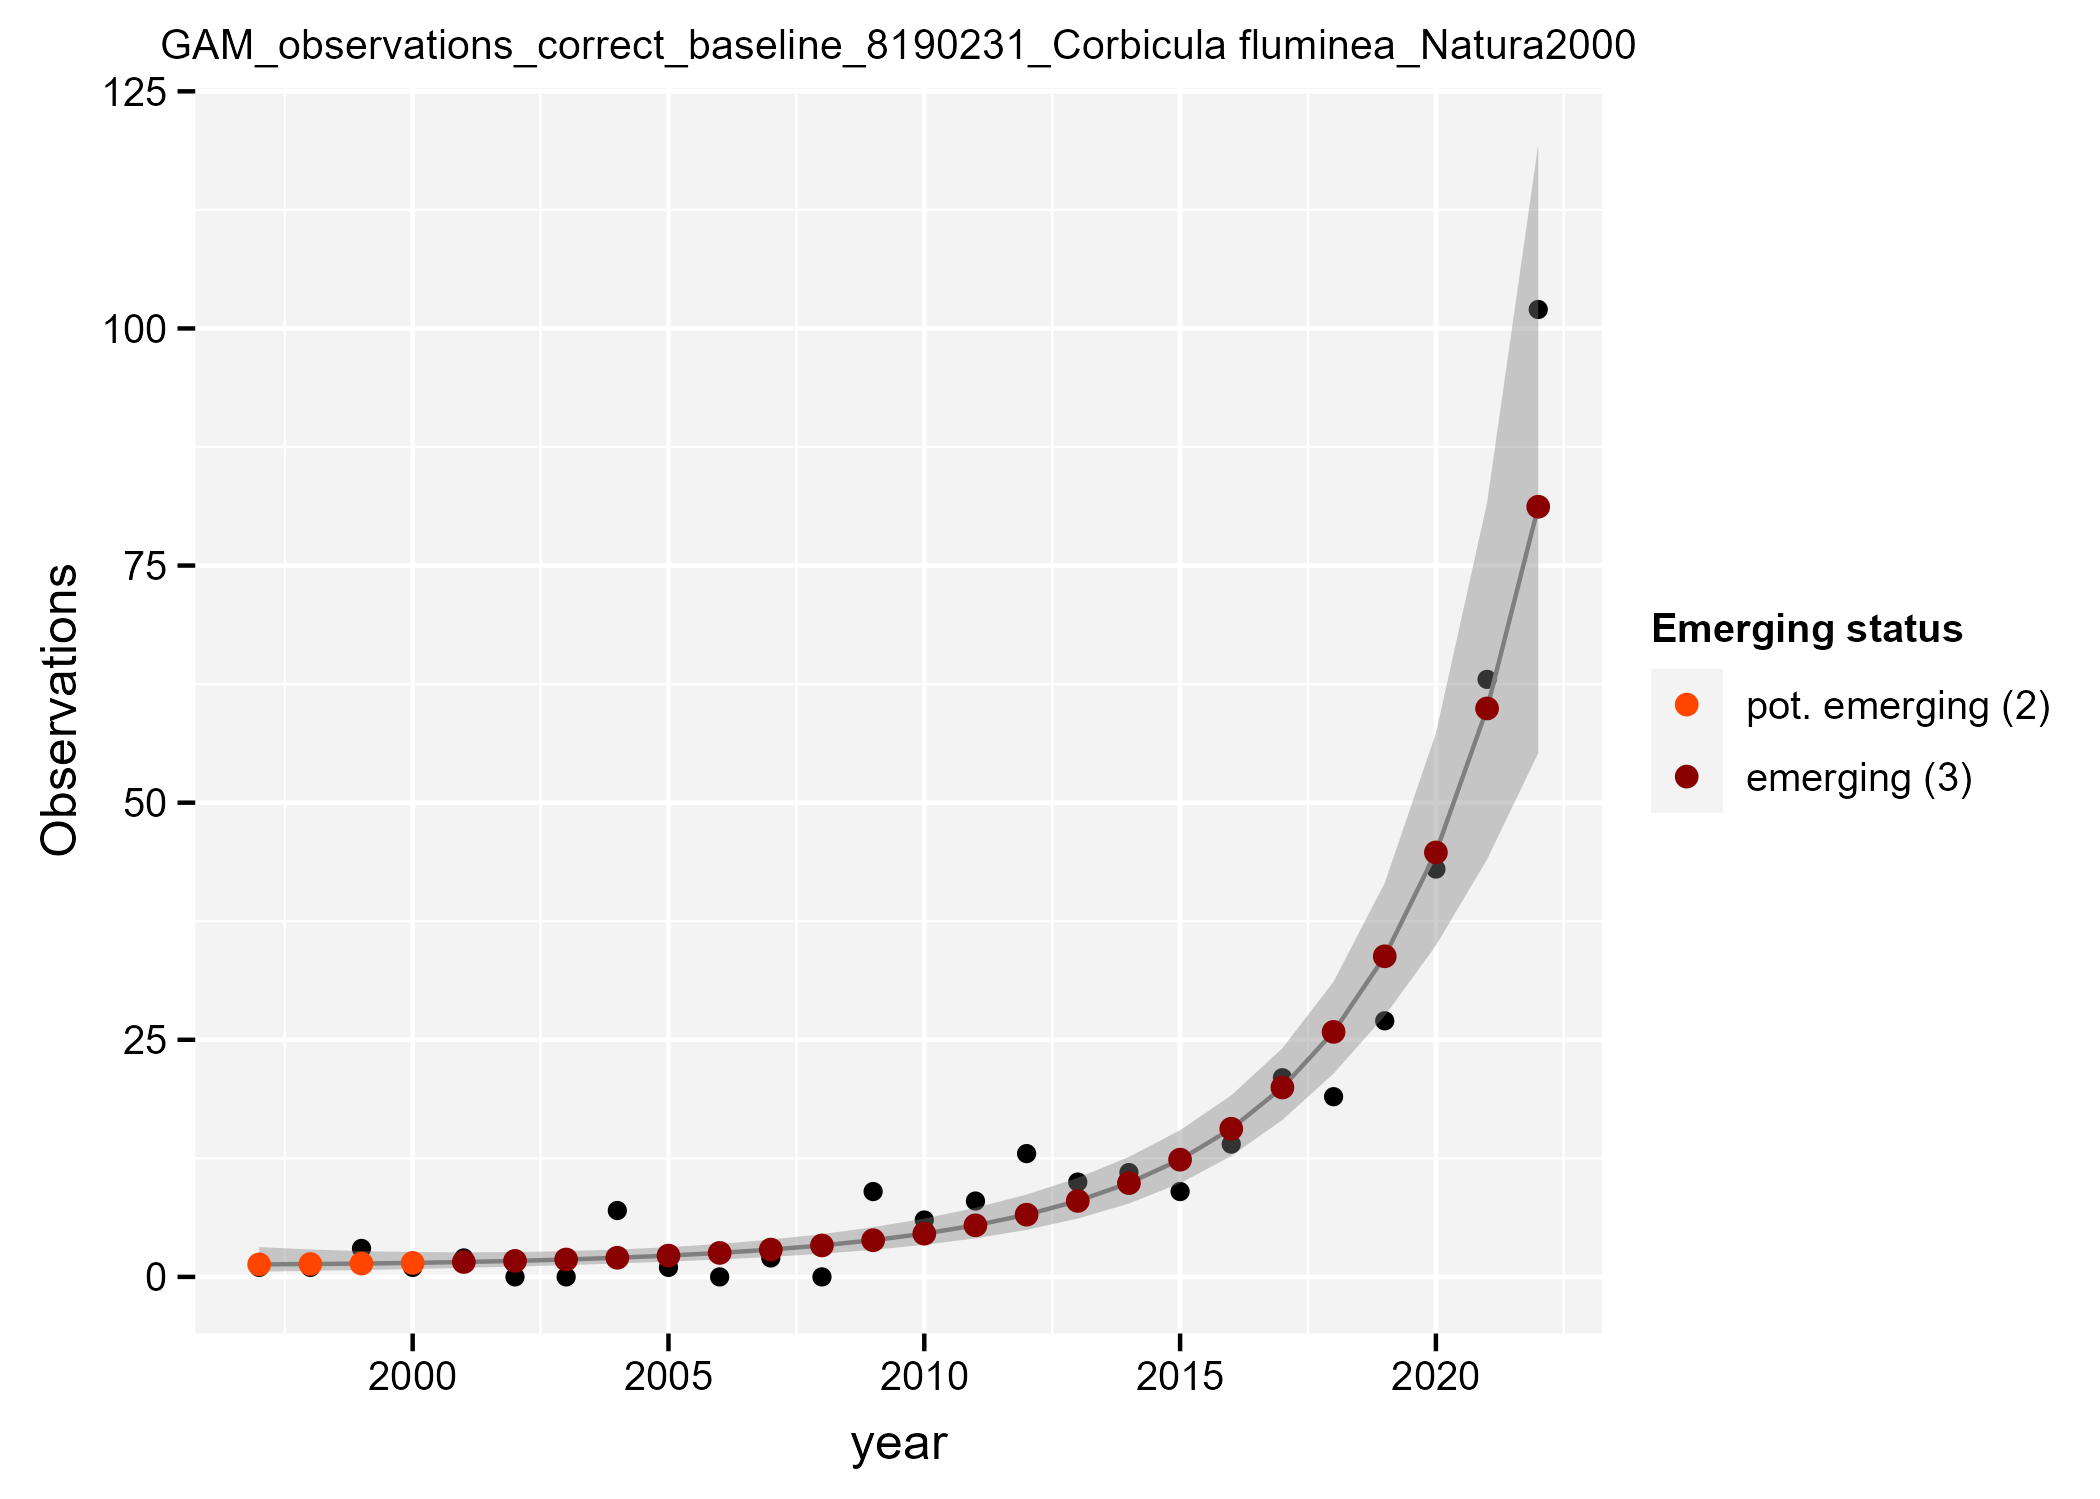 GAM_observations_correct_baseline_8190231_Corbicula fluminea_Natura2000
125
100
75
50
25
0
Observations
2000
2005
2010
2015
2020
year
Emerging status
pot. emerging (2)
emerging (3)